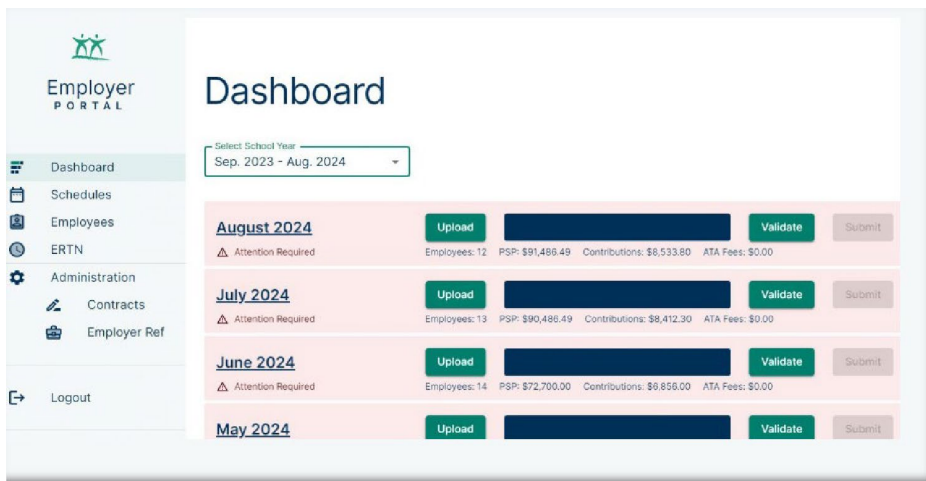 Employer
PORTAL
Dashboard
Schedules
Employees
ERTN
Administration
Contracts
Employer Ref
Logout
Dashboard
Select School Year
Sep. 2023 - Aug. 2024
August 2024 Upload Validate Submit
Attention Required Employees: 12 PSP: $91,486.49 Contributions: $8,533.80 ATA Fees: $0.00
July 2024 Upload Validate Submit
Attention Required Employees: 13 PSP: $90,486.49 Contributions: $8,412.30 ATA Fees: $0.00
June 2024 Upload Validate Submit
Attention Required Employees: 14 PSP: $72,700.00 Contributions: $6,856.00 ATA Fees: $0.00
May 2024 Upload Validate Submit